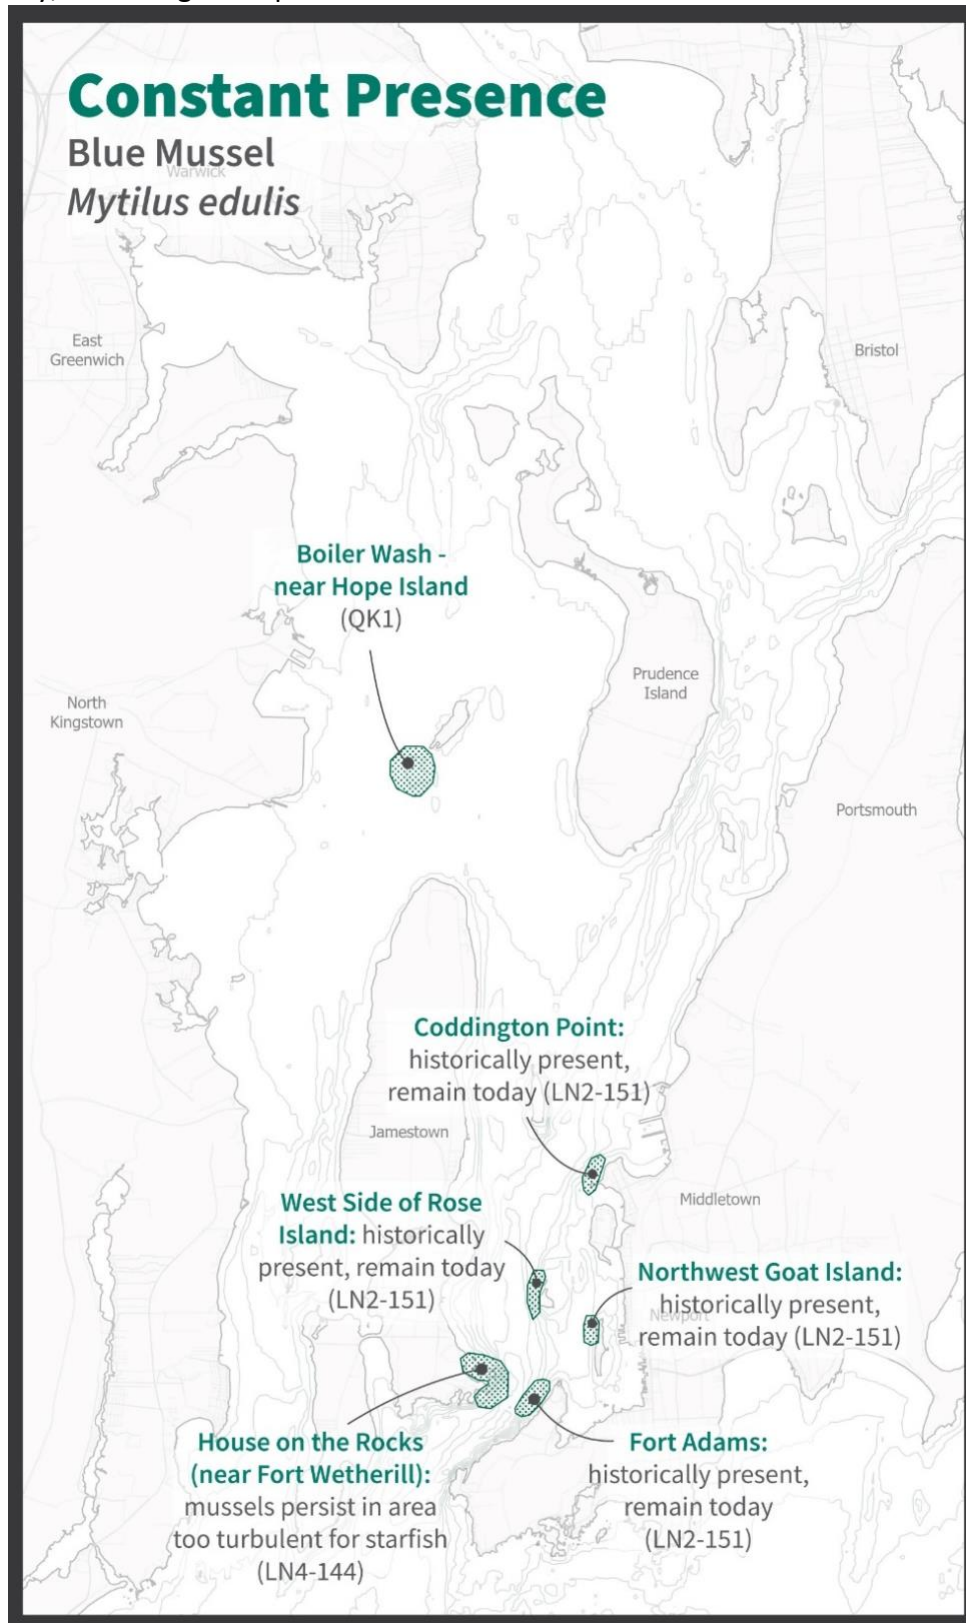 Constant Presence
Blue Mussel
Warwick
Mytilus edulis
East
Greenwich
Bristol
Boiler Wash -
near Hope Island
(QK1)
Prudence
Island
North
Kingstown
Portsmouth
Coddington Point:
historically present,
remain today (LN2-151)
Jamestown
Middletown
West Side of Rose
Island: historically
present, remain today
(LN2-151)
Northwest Goat Island:
historically present,
Newport
remain today (LN2-151)
House on the Rocks
(near Fort Wetherill):
mussels persist in area
too turbulent for starfish
(LN4-144)
Fort Adams:
historically present,
remain today
(LN2-151)